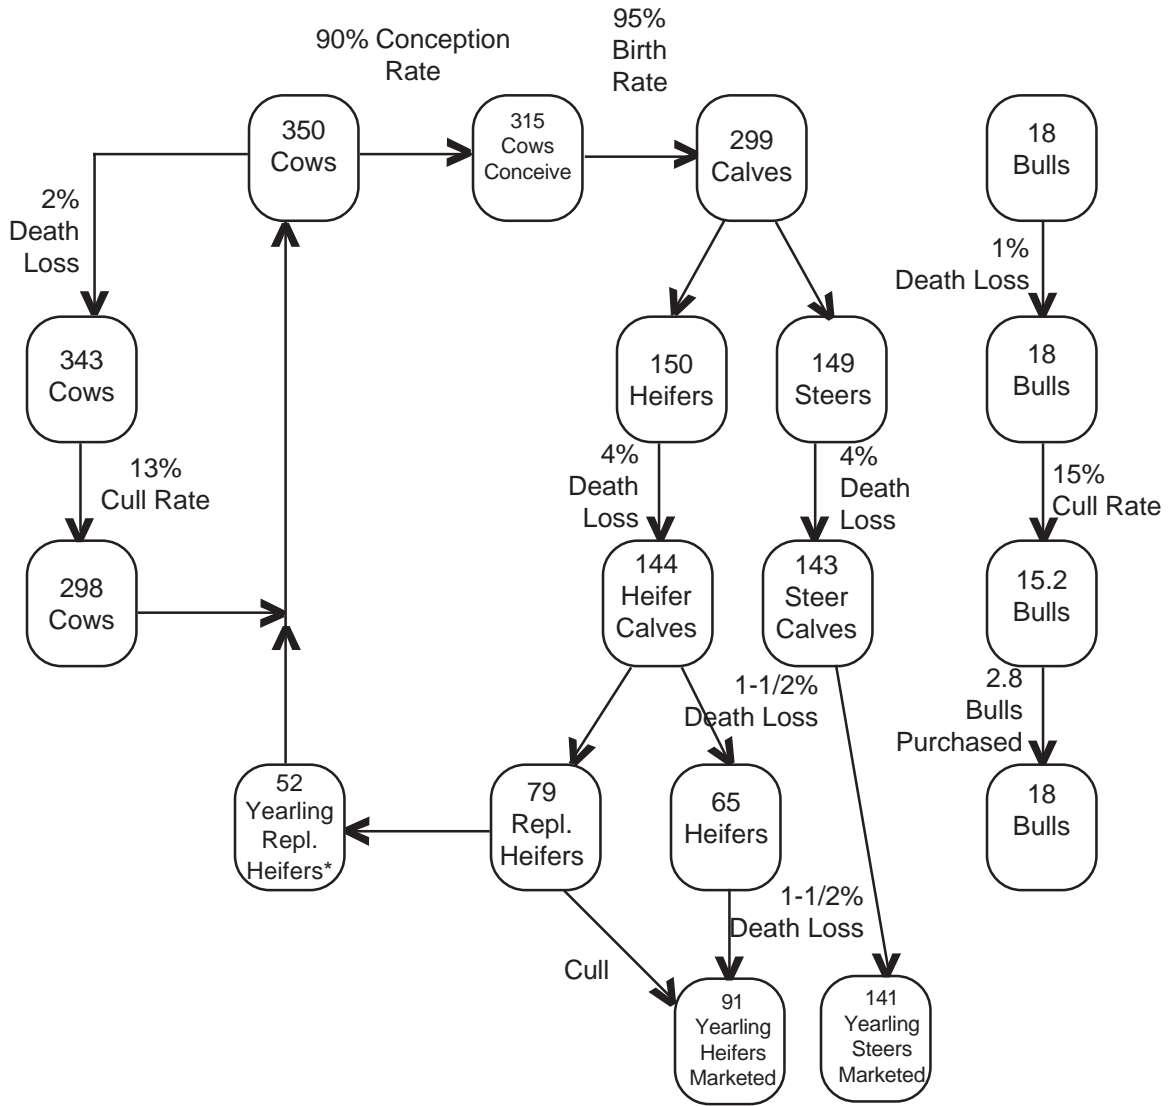 90% Conception
Rate
95%
Birth
Rate
350
Cows
315
Cows
Conceive
299
Calves
18
Bulls
2%
Death
Loss
1%
Death Loss
343
Cows
150
Heifers
149
Steers
18
Bulls
13%
Cull Rate
4%
Death
Loss
4%
Death
Loss
15%
Cull Rate
298
Cows
144
Heifer
Calves
143
Steer
Calves
15.2
Bulls
1-1/2%
Death Loss
2.8
Bulls
Purchased
52
Yearling
Repl.
Heifers*
79
Repl.
Heifers
65
Heifers
18
Bulls
1-1/2%
Death Loss
Cull
91
Yearling
Heifers
Marketed
141
Yearling
Steers
Marketed